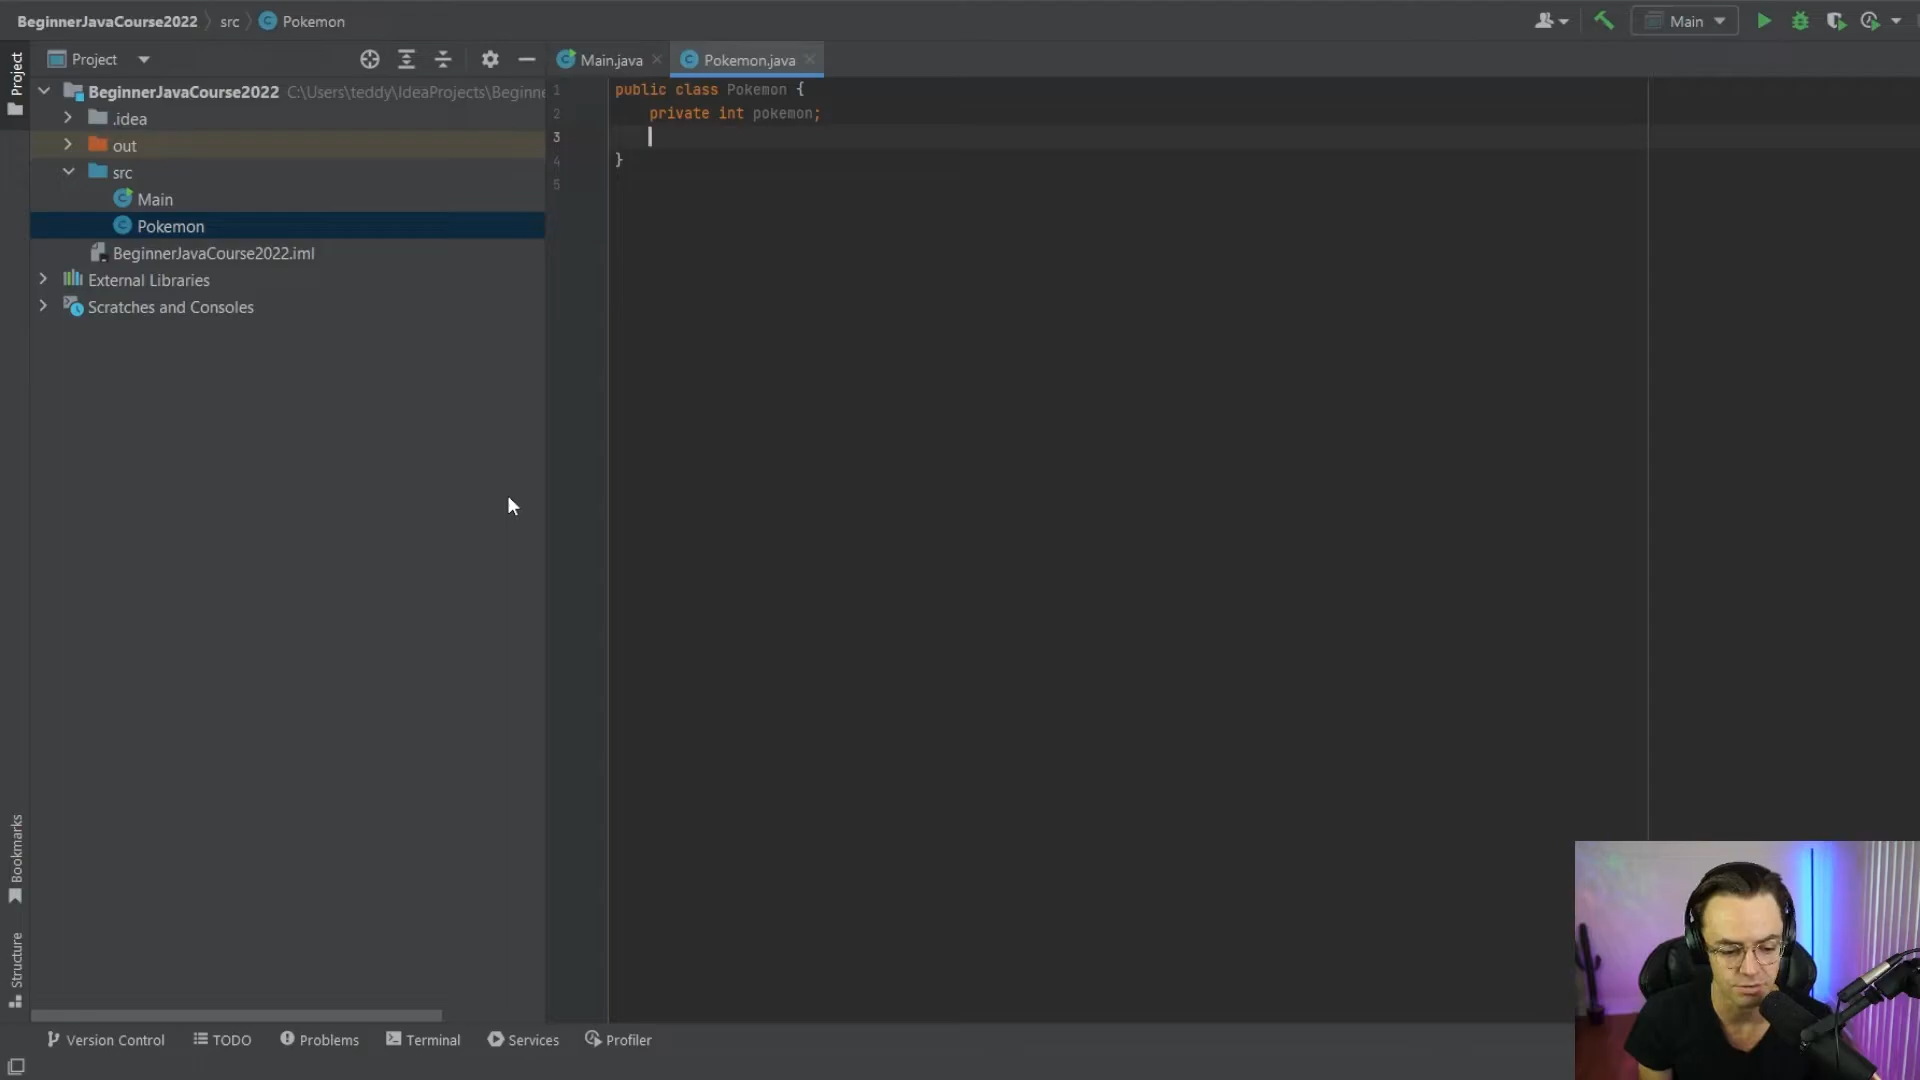 BeginnerJavaCourse2022 src Pokemon
Main
Project
Project
Main.java
Pokemon.java
BeginnerJavaCourse2022 C:\Users\teddy\IdeaProjects\Beginne
.idea
out
src
Main
Pokemon
BeginnerJavaCourse2022.iml
External Libraries
Scratches and Consoles
1 public class Pokemon {
2 private int pokemon;
3
4 }
5
Bookmarks
Structure
Version Control TODO Problems Terminal Services Profiler